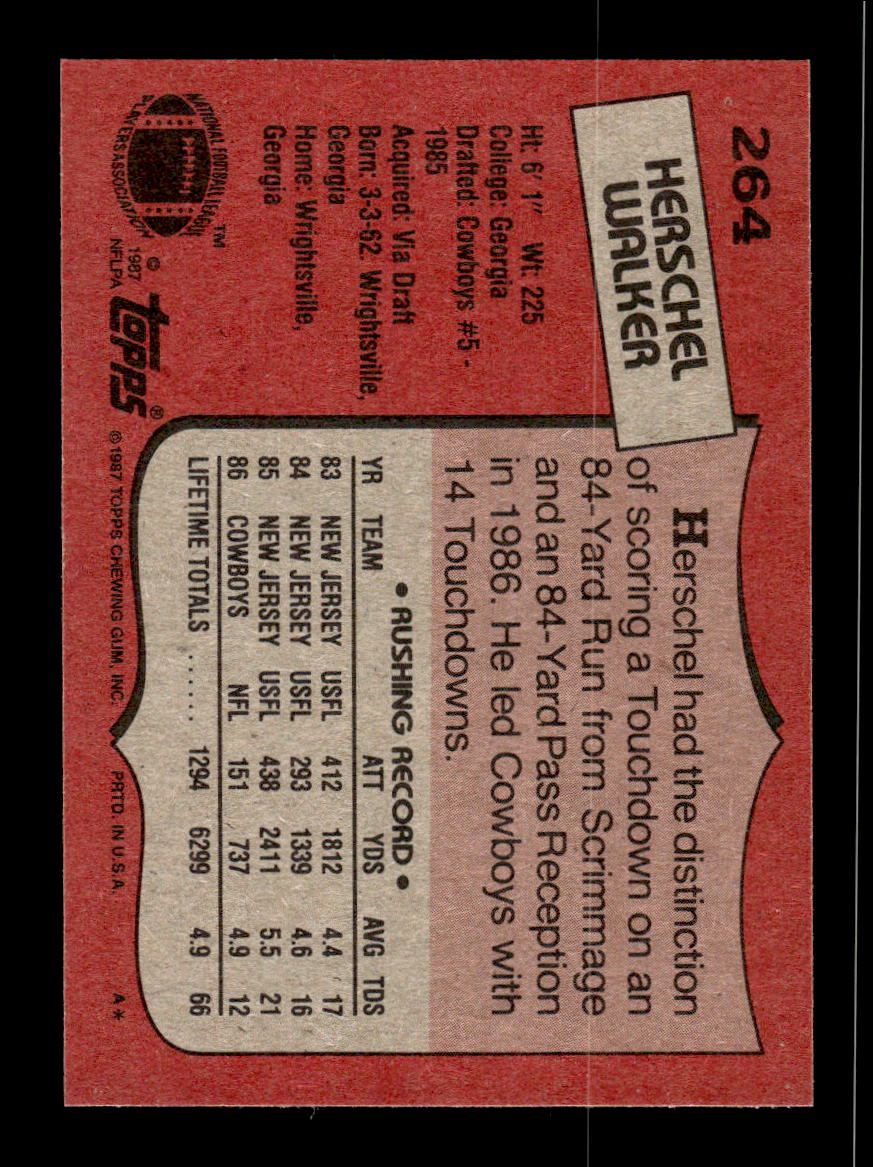 264
HERSCHEL
WALKER
Ht: 6' 1" Wt: 225
College: Georgia
Drafted: Cowboys #5 -
1985
Acquired: Via Draft
Born: 3-3-62, Wrightsville,
Georgia
Home: Wrightsville,
Georgia
NATIONAL FOOTBALL LEAGUE
PLAYERS ASSOCIATION
™
©
1987
NFLPA
topps®
Herschel had the distinction
of scoring a Touchdown on an
84-Yard Run from Scrimmage
and an 84-Yard Pass Reception
in 1986. He led Cowboys with
14 Touchdowns.
• RUSHING RECORD •
YR TEAM ATT YDS AVG TDS
83 NEW JERSEY USFL 412 1812 4.4 17
84 NEW JERSEY USFL 293 1339 4.6 16
85 NEW JERSEY USFL 438 2411 5.5 21
86 COWBOYS NFL 151 737 4.9 12
LIFETIME TOTALS ...... 1294 6299 4.9 66
© 1987 TOPPS CHEWING GUM, INC. PRTD. IN U.S.A. A*